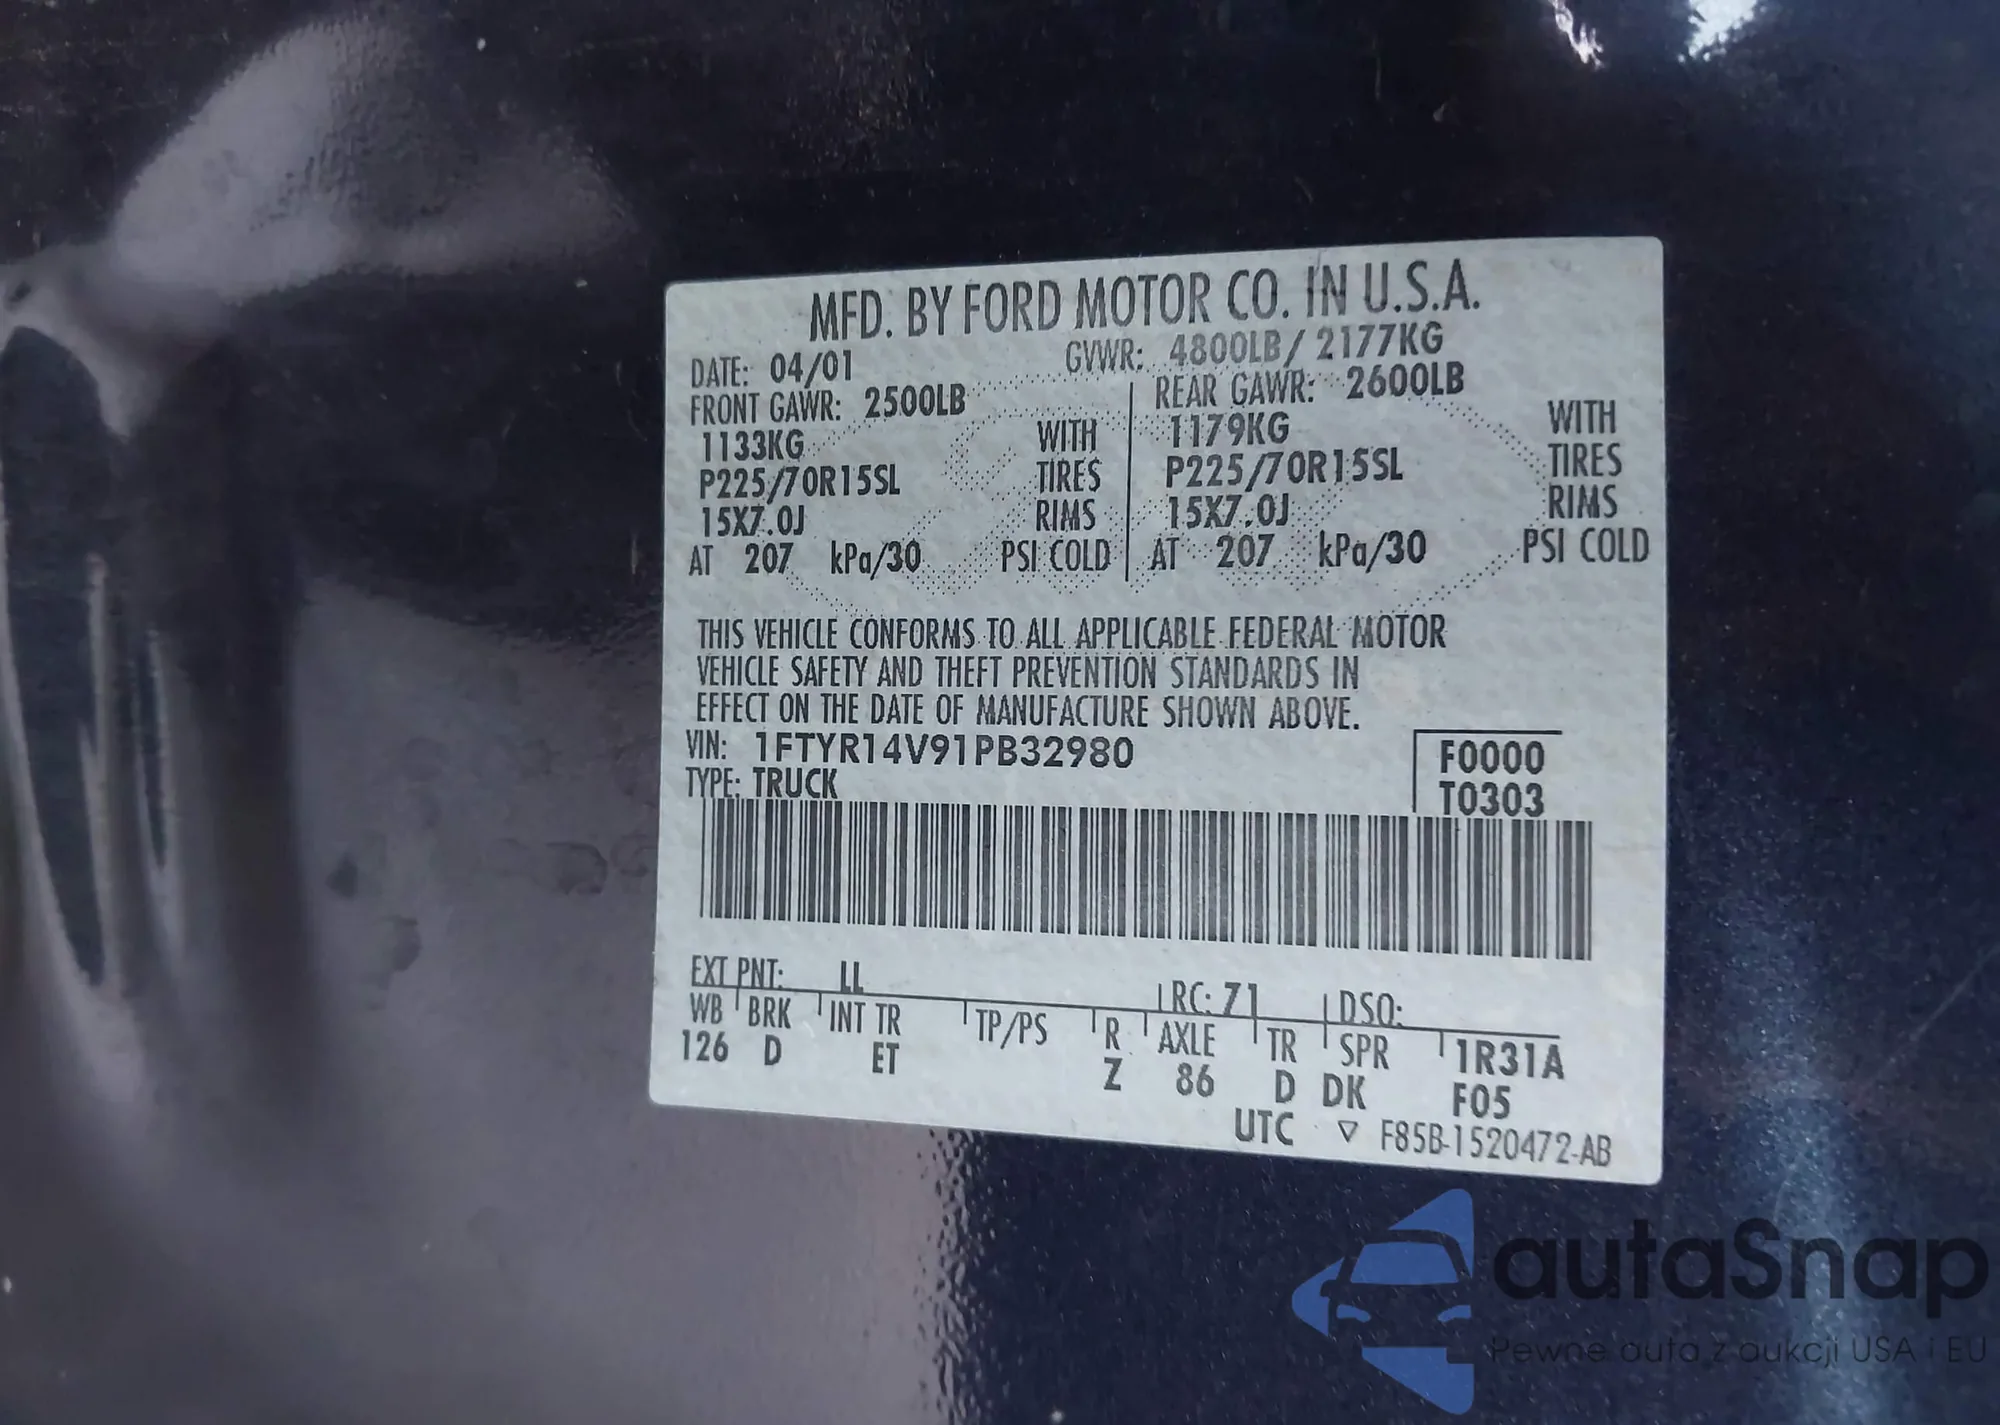 MFD. BY FORD MOTOR CO. IN U.S.A.
DATE: 04/01 GVWR: 4800LB/ 2177KG
FRONT GAWR: 2500LB REAR GAWR: 2600LB
1133KG WITH 1179KG WITH
P225/70R15SL TIRES P225/70R15SL TIRES
15X7.0J RIMS 15X7.0J RIMS
AT 207 kPa/30 PSI COLD AT 207 kPa/30 PSI COLD
THIS VEHICLE CONFORMS TO ALL APPLICABLE FEDERAL MOTOR
VEHICLE SAFETY AND THEFT PREVENTION STANDARDS IN
EFFECT ON THE DATE OF MANUFACTURE SHOWN ABOVE.
VIN: 1FTYR14V91PB32980 F0000
TYPE: TRUCK T0303
EXT PNT: LL RC: 71 DSO:
WB BRK INT TR TP/PS R AXLE TR SPR 1R31A
126 D ET Z 86 D DK F05
UTC ▽ F85B-1520472-AB
autaSnap
Pewne auta z aukcji USA i EU